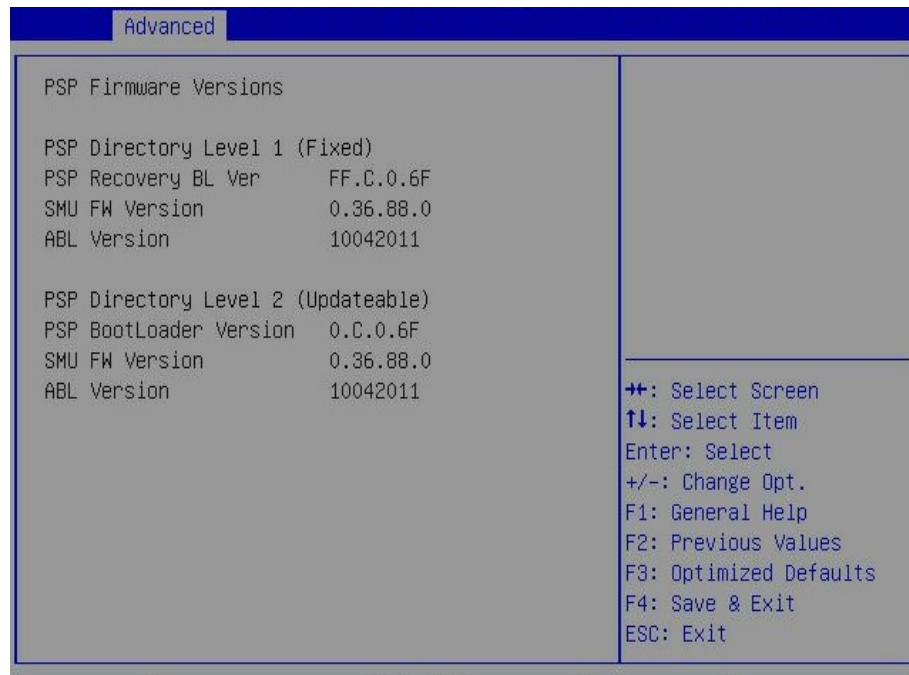 Advanced
PSP Firmware Versions
PSP Directory Level 1 (Fixed)
PSP Recovery BL Ver FF.C.0.6F
SMU FW Version 0.36.88.0
ABL Version 10042011
PSP Directory Level 2 (Updateable)
PSP BootLoader Version 0.C.0.6F
SMU FW Version 0.36.88.0
ABL Version 10042011
→←: Select Screen
↑↓: Select Item
Enter: Select
+/-: Change Opt.
F1: General Help
F2: Previous Values
F3: Optimized Defaults
F4: Save & Exit
ESC: Exit